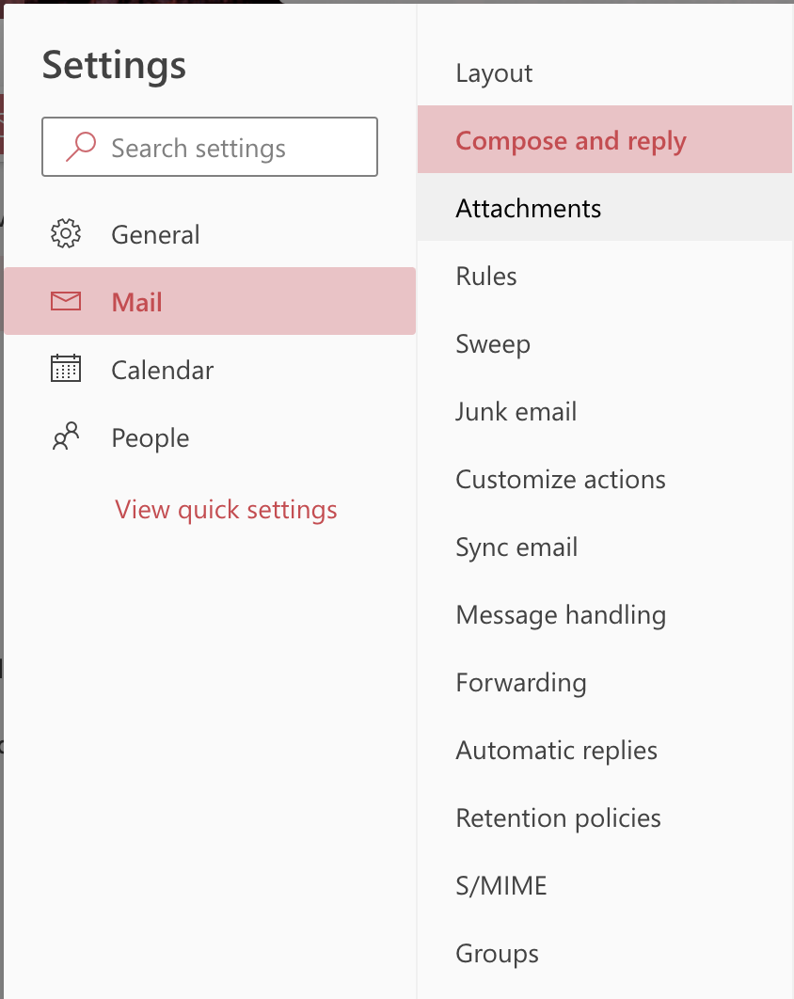 Settings
Search settings
General
Mail
Calendar
People
View quick settings
Layout
Compose and reply
Attachments
Rules
Sweep
Junk email
Customize actions
Sync email
Message handling
Forwarding
Automatic replies
Retention policies
S/MIME
Groups